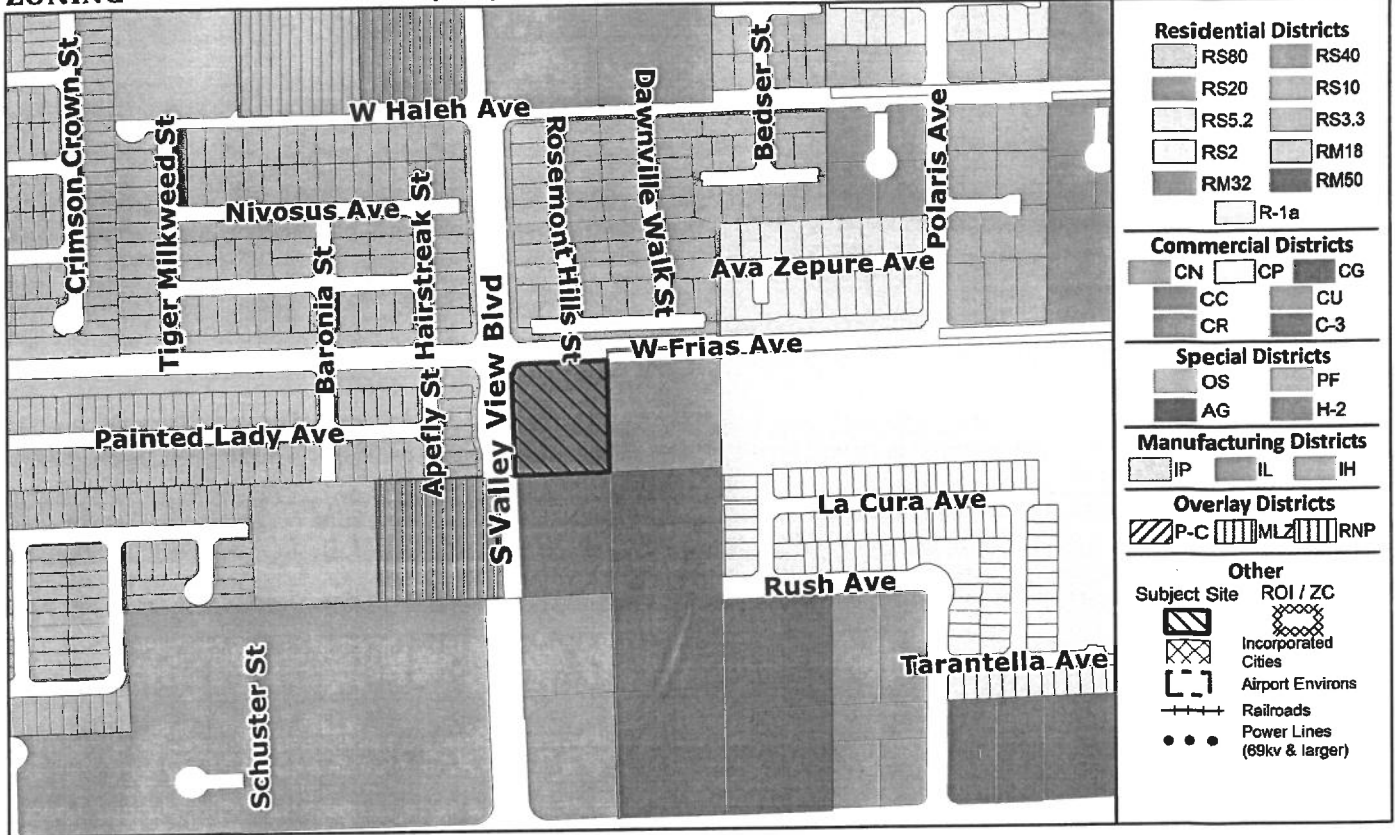 ZONING
Crimson Crown St
Tiger Milkweed St
W Haleh Ave
Nivosus Ave
Baronia St
Apefly St
Hairstreak St
S Valley View Blvd
Rosemont Hills St
Dawnville Walk St
Bedser St
Polaris Ave
Ava Zepure Ave
W Frias Ave
Painted Lady Ave
La Cura Ave
Rush Ave
Tarantella Ave
Schuster St
Residential Districts
RS80 RS40
RS20 RS10
RS5.2 RS3.3
RS2 RM18
RM32 RM50
R-1a
Commercial Districts
CN CP CG
CC CU
CR C-3
Special Districts
OS PF
AG H-2
Manufacturing Districts
IP IL IH
Overlay Districts
P-C MLZ RNP
Other
Subject Site ROI / ZC
Incorporated
Cities
Airport Environs
Railroads
Power Lines
(69kv & larger)